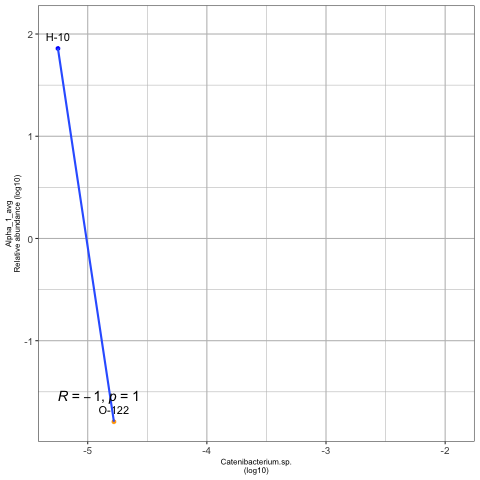 H-10
2
1
0
-1
Alpha_1_avg
Relative abundance (log10)
R = − 1, p = 1
O-122
-5 -4 -3 -2
Catenibacterium.sp.
(log10)